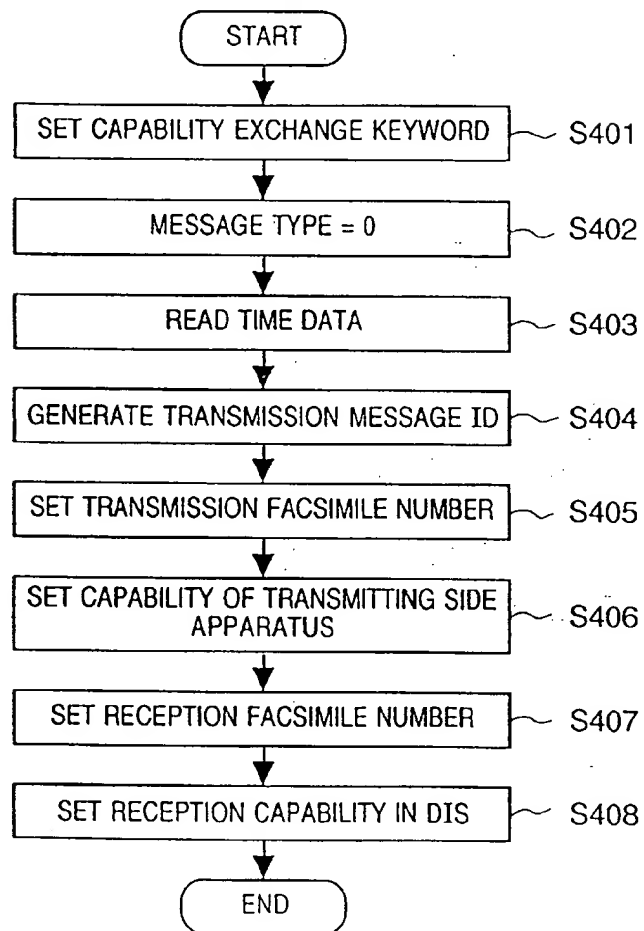 START
SET CAPABILITY EXCHANGE KEYWORD
S401
MESSAGE TYPE = 0
S402
READ TIME DATA
S403
GENERATE TRANSMISSION MESSAGE ID
S404
SET TRANSMISSION FACSIMILE NUMBER
S405
SET CAPABILITY OF TRANSMITTING SIDE
APPARATUS
S406
SET RECEPTION FACSIMILE NUMBER
S407
SET RECEPTION CAPABILITY IN DIS
S408
END